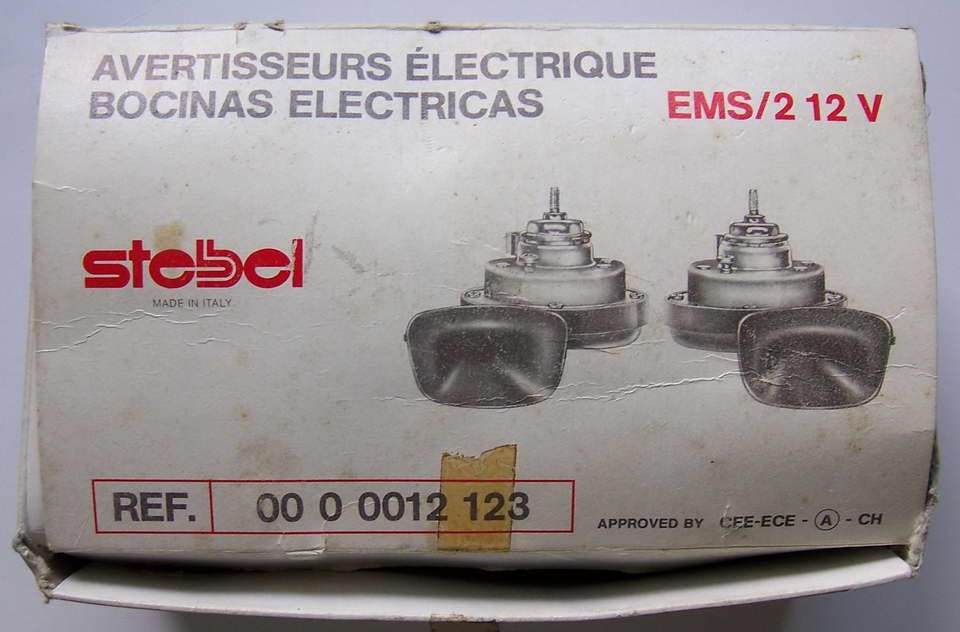 AVERTISSEURS ÉLECTRIQUE
BOCINAS ELECTRICAS
EMS/2 12 V
stebel
MADE IN ITALY
REF. 00 0 0012 123
APPROVED BY CEE-ECE - A - CH